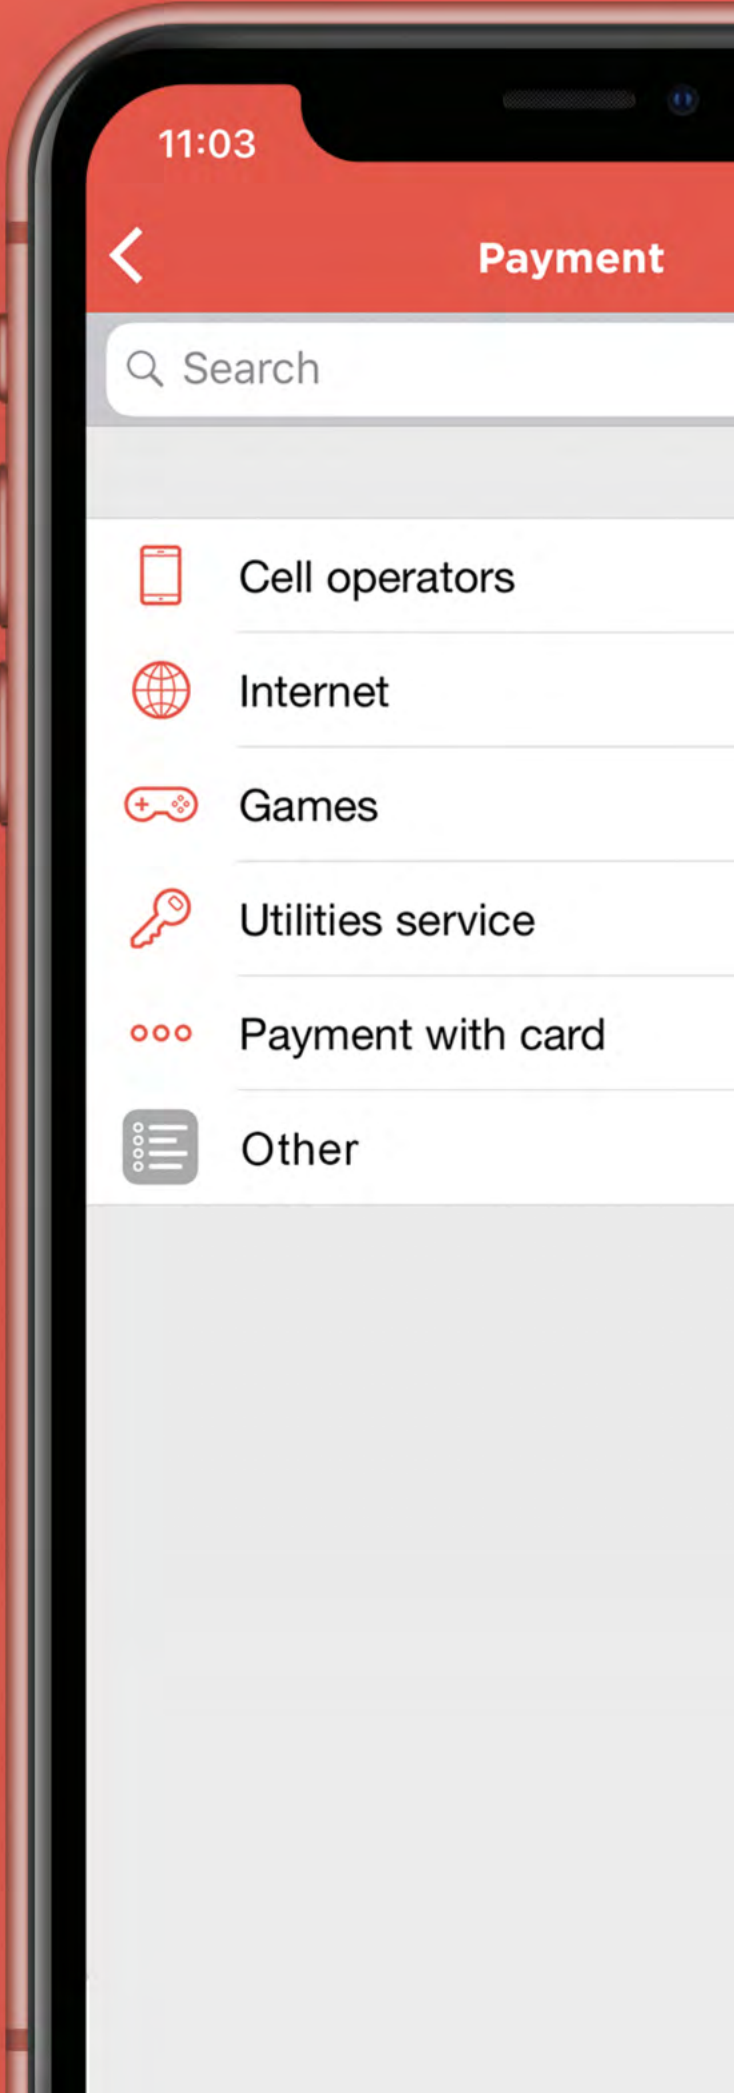 11:03
Payment
Search
Cell operators
Internet
Games
Utilities service
Payment with card
Other